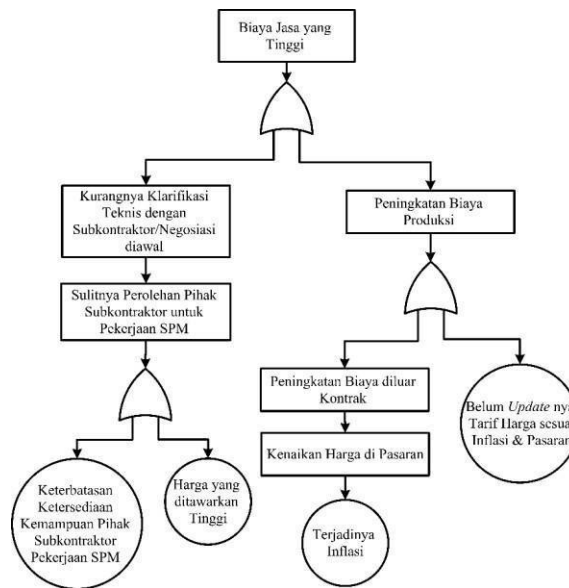 Biaya Jasa yang
Tinggi
Kurangnya Klarifikasi
Teknis dengan
Subkontraktor/Negosiasi
diawal
Peningkatan Biaya
Produksi
Sulitnya Perolehan Pihak
Subkontraktor untuk
Pekerjaan SPM
Peningkatan Biaya diluar
Kontrak
Belum Update ny
Tarif Harga sesua
Inflasi & Pasaran
Kenaikan Harga di Pasaran
Keterbatasan
Ketersediaan
Kemampuan Pihak
Subkontraktor
Pekerjaan SPM
Harga yang
ditawarkan
Tinggi
Terjadinya
Inflasi